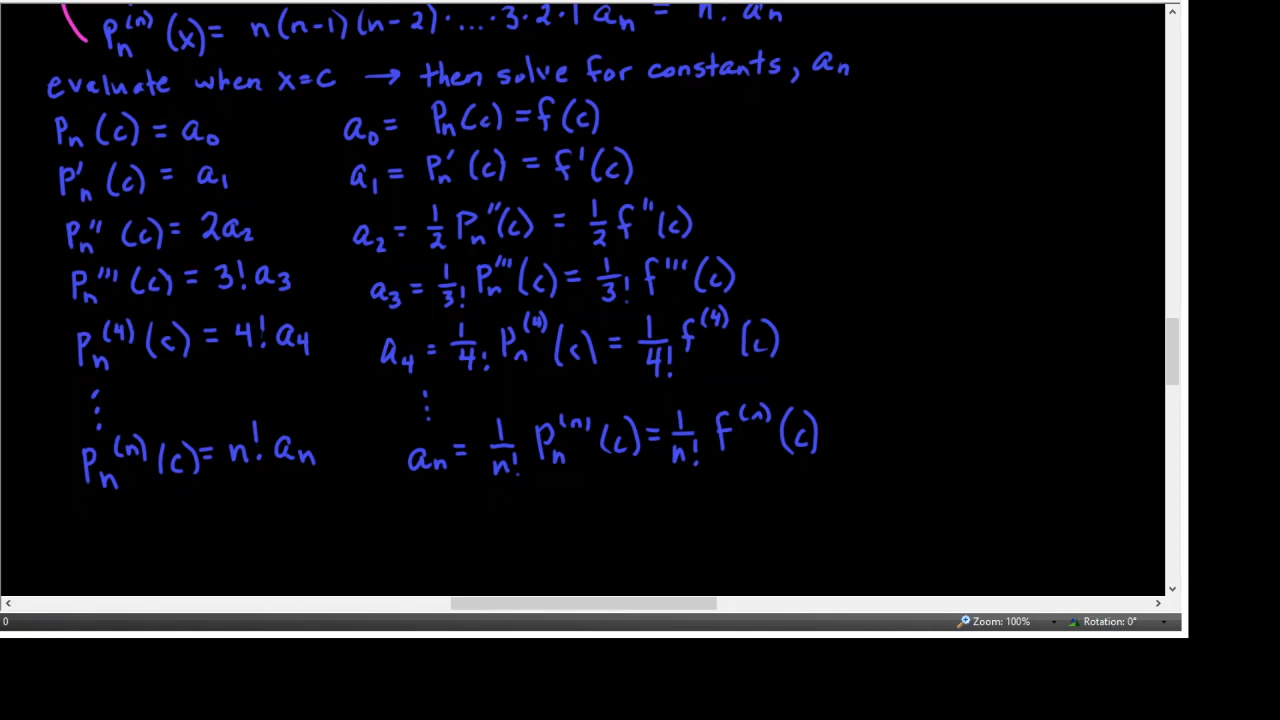 Pₙ⁽ⁿ⁾(x) = n(n-1)(n-2)·...·3·2·1 aₙ = n! aₙ
evaluate when x=c → then solve for constants, aₙ
Pₙ(c) = a₀ a₀ = Pₙ(c) = f(c)
P'ₙ(c) = a₁ a₁ = Pₙ'(c) = f'(c)
Pₙ''(c) = 2a₂ a₂ = 1/2 Pₙ''(c) = 1/2 f''(c)
Pₙ'''(c) = 3! a₃ a₃ = 1/3! Pₙ'''(c) = 1/3! f'''(c)
Pₙ⁽⁴⁾(c) = 4! a₄ a₄ = 1/4! Pₙ⁽⁴⁾(c) = 1/4! f⁽⁴⁾(c)
⋮ ⋮
Pₙ⁽ⁿ⁾(c) = n! aₙ aₙ = 1/n! Pₙ⁽ⁿ⁾(c) = 1/n! f⁽ⁿ⁾(c)
0 Zoom: 100% Rotation: 0°